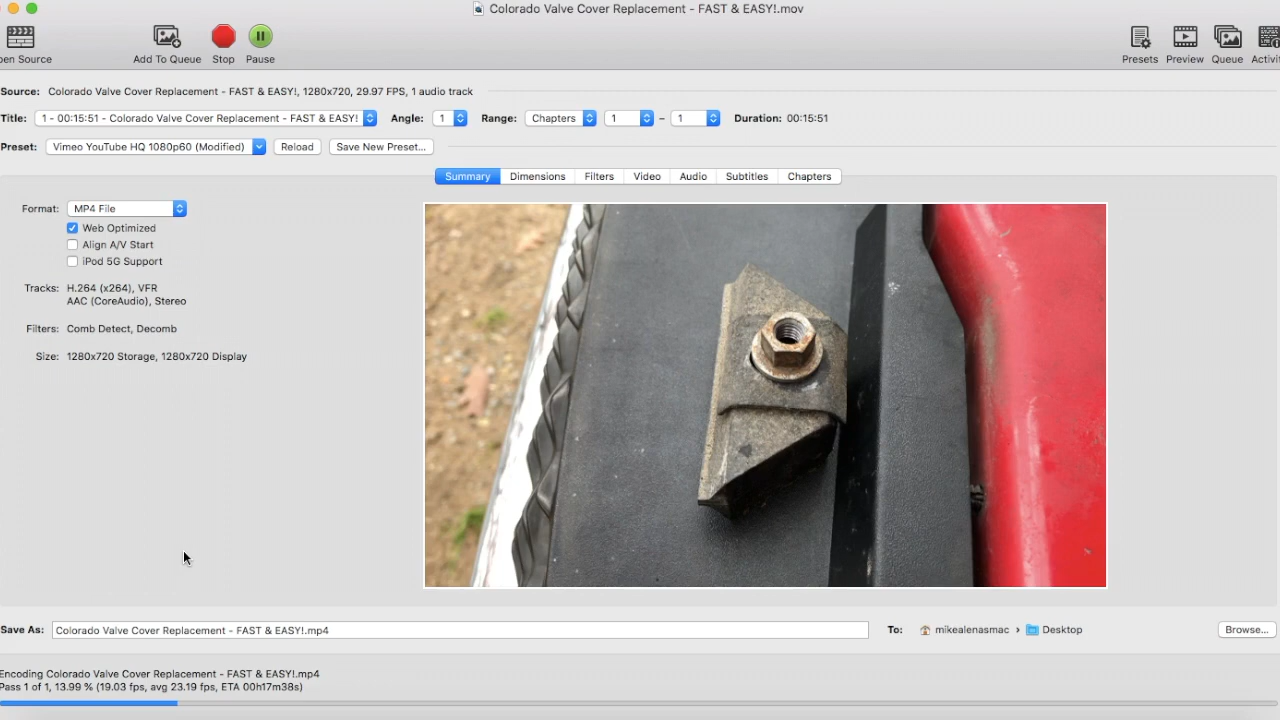 Colorado Valve Cover Replacement - FAST & EASY!.mov
Add To Queue Stop Pause Presets Preview Queue
Source: Colorado Valve Cover Replacement - FAST & EASY!, 1280x720, 29.97 FPS, 1 audio track
Title: 1 - 00:15:51 - Colorado Valve Cover Replacement - FAST & EASY! Angle: 1 Range: Chapters 1 – 1 Duration: 00:15:51
Preset: Vimeo YouTube HQ 1080p60 (Modified) Reload Save New Preset...
Summary Dimensions Filters Video Audio Subtitles Chapters
Format: MP4 File
Web Optimized
Align A/V Start
iPod 5G Support
Tracks: H.264 (x264), VFR
AAC (CoreAudio), Stereo
Filters: Comb Detect, Decomb
Size: 1280x720 Storage, 1280x720 Display
Save As: Colorado Valve Cover Replacement - FAST & EASY!.mp4 To: mikealenasmac › Desktop Browse...
Encoding Colorado Valve Cover Replacement - FAST & EASY!.mp4
Pass 1 of 1, 13.99 % (19.03 fps, avg 23.19 fps, ETA 00h17m38s)